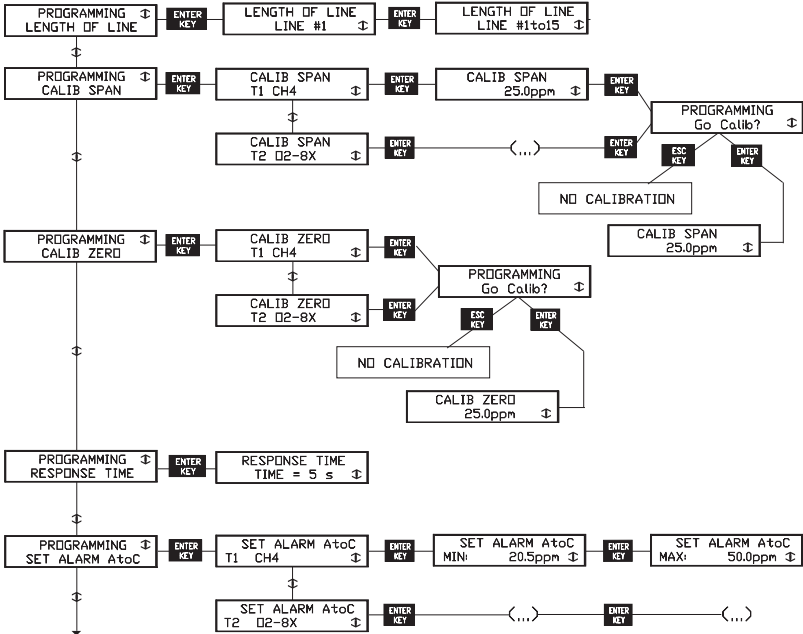 PROGRAMMING
LENGTH OF LINE
ENTER
KEY
LENGTH OF LINE
LINE #1
ENTER
KEY
LENGTH OF LINE
LINE #1to15
PROGRAMMING
CALIB SPAN
ENTER
KEY
CALIB SPAN
T1 CH4
ENTER
KEY
CALIB SPAN
25.0ppm
ENTER
KEY
PROGRAMMING
Go Calib?
CALIB SPAN
T2 O2-8X
ENTER
KEY
(...)
ENTER
KEY
ESC
KEY
ENTER
KEY
NO CALIBRATION
CALIB SPAN
25.0ppm
PROGRAMMING
CALIB ZERO
ENTER
KEY
CALIB ZERO
T1 CH4
ENTER
KEY
PROGRAMMING
Go Calib?
CALIB ZERO
T2 O2-8X
ENTER
KEY
ESC
KEY
ENTER
KEY
NO CALIBRATION
CALIB ZERO
25.0ppm
PROGRAMMING
RESPONSE TIME
ENTER
KEY
RESPONSE TIME
TIME = 5 s
PROGRAMMING
SET ALARM AtoC
ENTER
KEY
SET ALARM AtoC
T1 CH4
ENTER
KEY
SET ALARM AtoC
MIN: 20.5ppm
ENTER
KEY
SET ALARM AtoC
MAX: 50.0ppm
SET ALARM AtoC
T2 O2-8X
ENTER
KEY
(...)
ENTER
KEY
(...)